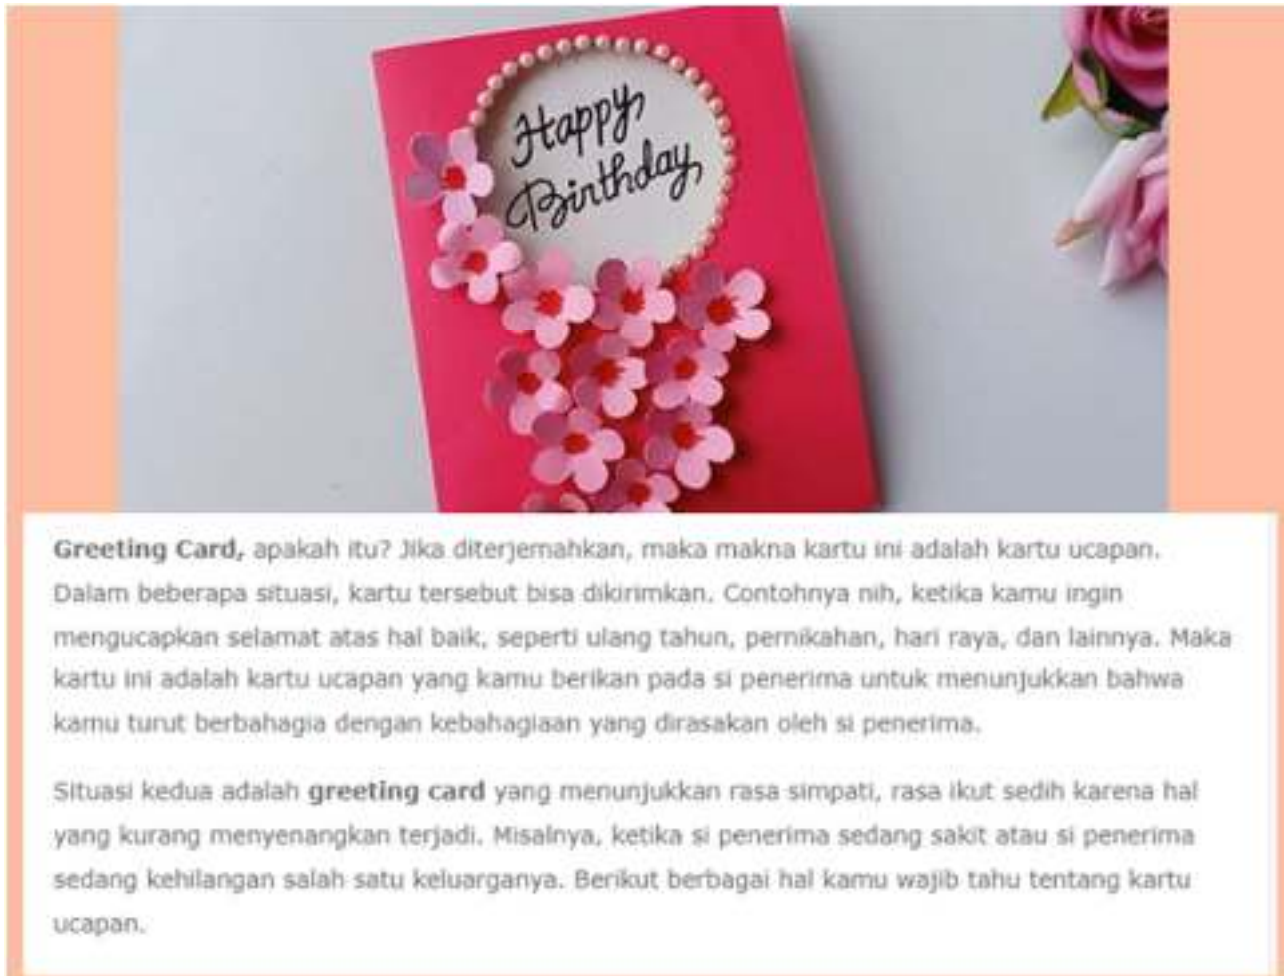 Happy
Birthday
Greeting Card, apakah itu? Jika diterjemahkan, maka makna kartu ini adalah kartu ucapan.
Dalam beberapa situasi, kartu tersebut bisa dikirimkan. Contohnya nih, ketika kamu ingin
mengucapkan selamat atas hal baik, seperti ulang tahun, pernikahan, hari raya, dan lainnya. Maka
kartu ini adalah kartu ucapan yang kamu berikan pada si penerima untuk menunjukkan bahwa
kamu turut berbahagia dengan kebahagiaan yang dirasakan oleh si penerima.
Situasi kedua adalah greeting card yang menunjukkan rasa simpati, rasa ikut sedih karena hal
yang kurang menyenangkan terjadi. Misalnya, ketika si penerima sedang sakit atau si penerima
sedang kehilangan salah satu keluarganya. Berikut berbagai hal kamu wajib tahu tentang kartu
ucapan.